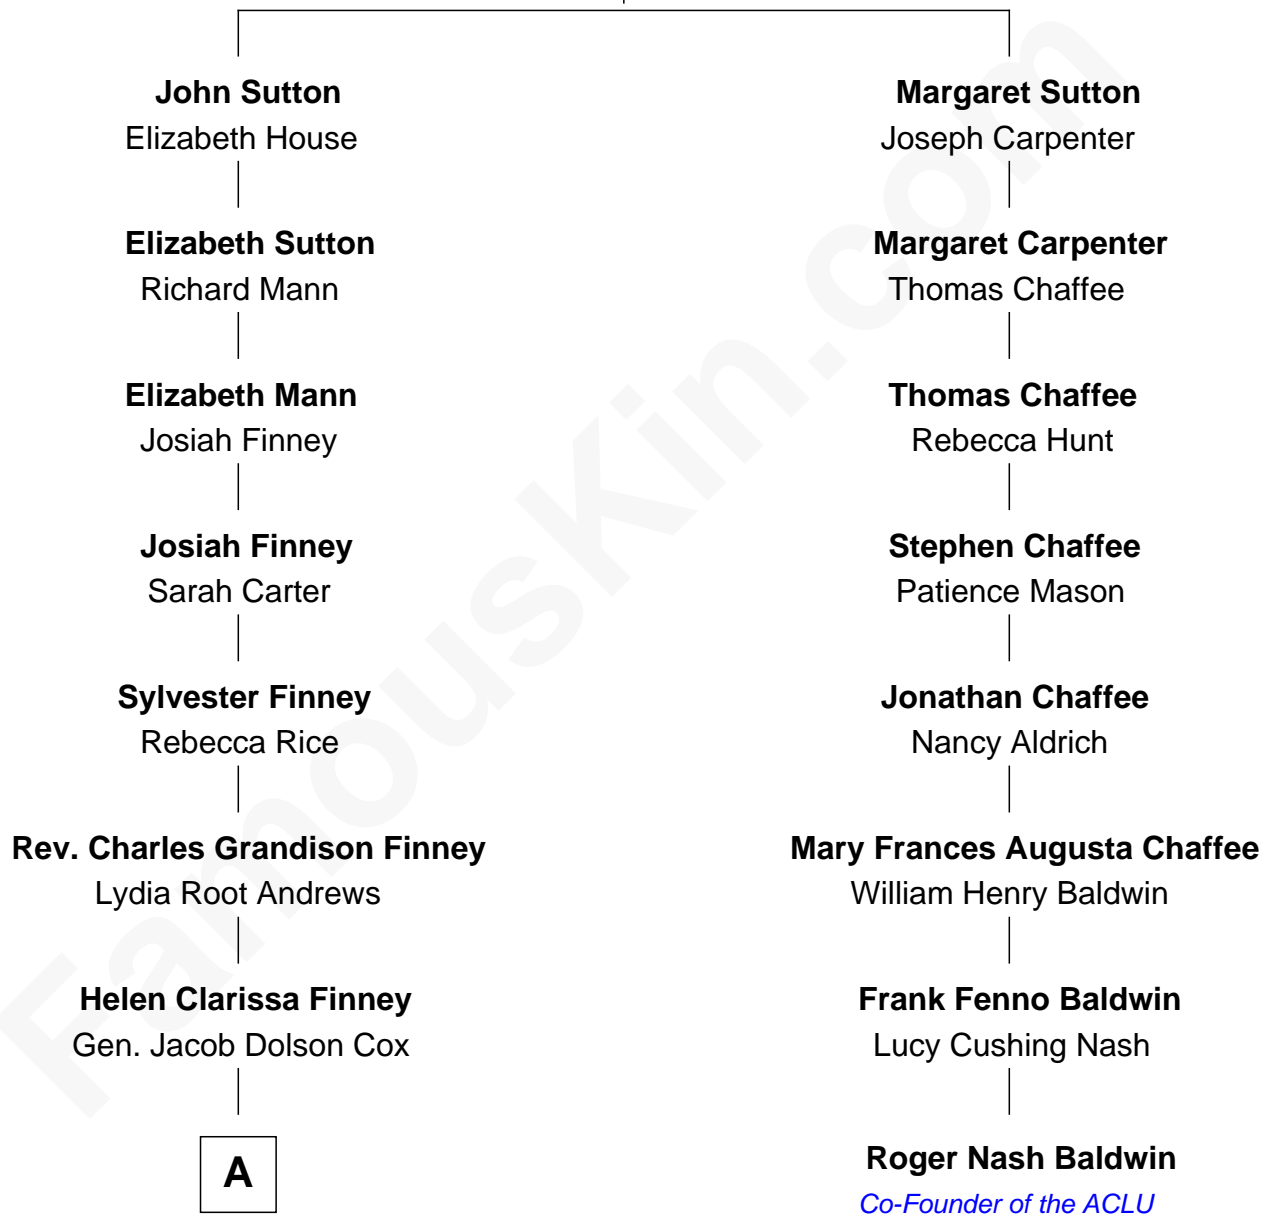 John Sutton
Elizabeth House
Elizabeth Sutton
Richard Mann
Elizabeth Mann
Josiah Finney
Josiah Finney
Sarah Carter
Sylvester Finney
Rebecca Rice
Rev. Charles Grandison Finney
Lydia Root Andrews
Helen Clarissa Finney
Gen. Jacob Dolson Cox
A
Margaret Sutton
Joseph Carpenter
Margaret Carpenter
Thomas Chaffee
Thomas Chaffee
Rebecca Hunt
Stephen Chaffee
Patience Mason
Jonathan Chaffee
Nancy Aldrich
Mary Frances Augusta Chaffee
William Henry Baldwin
Frank Fenno Baldwin
Lucy Cushing Nash
Roger Nash Baldwin
Co-Founder of the ACLU
FamousKin.com